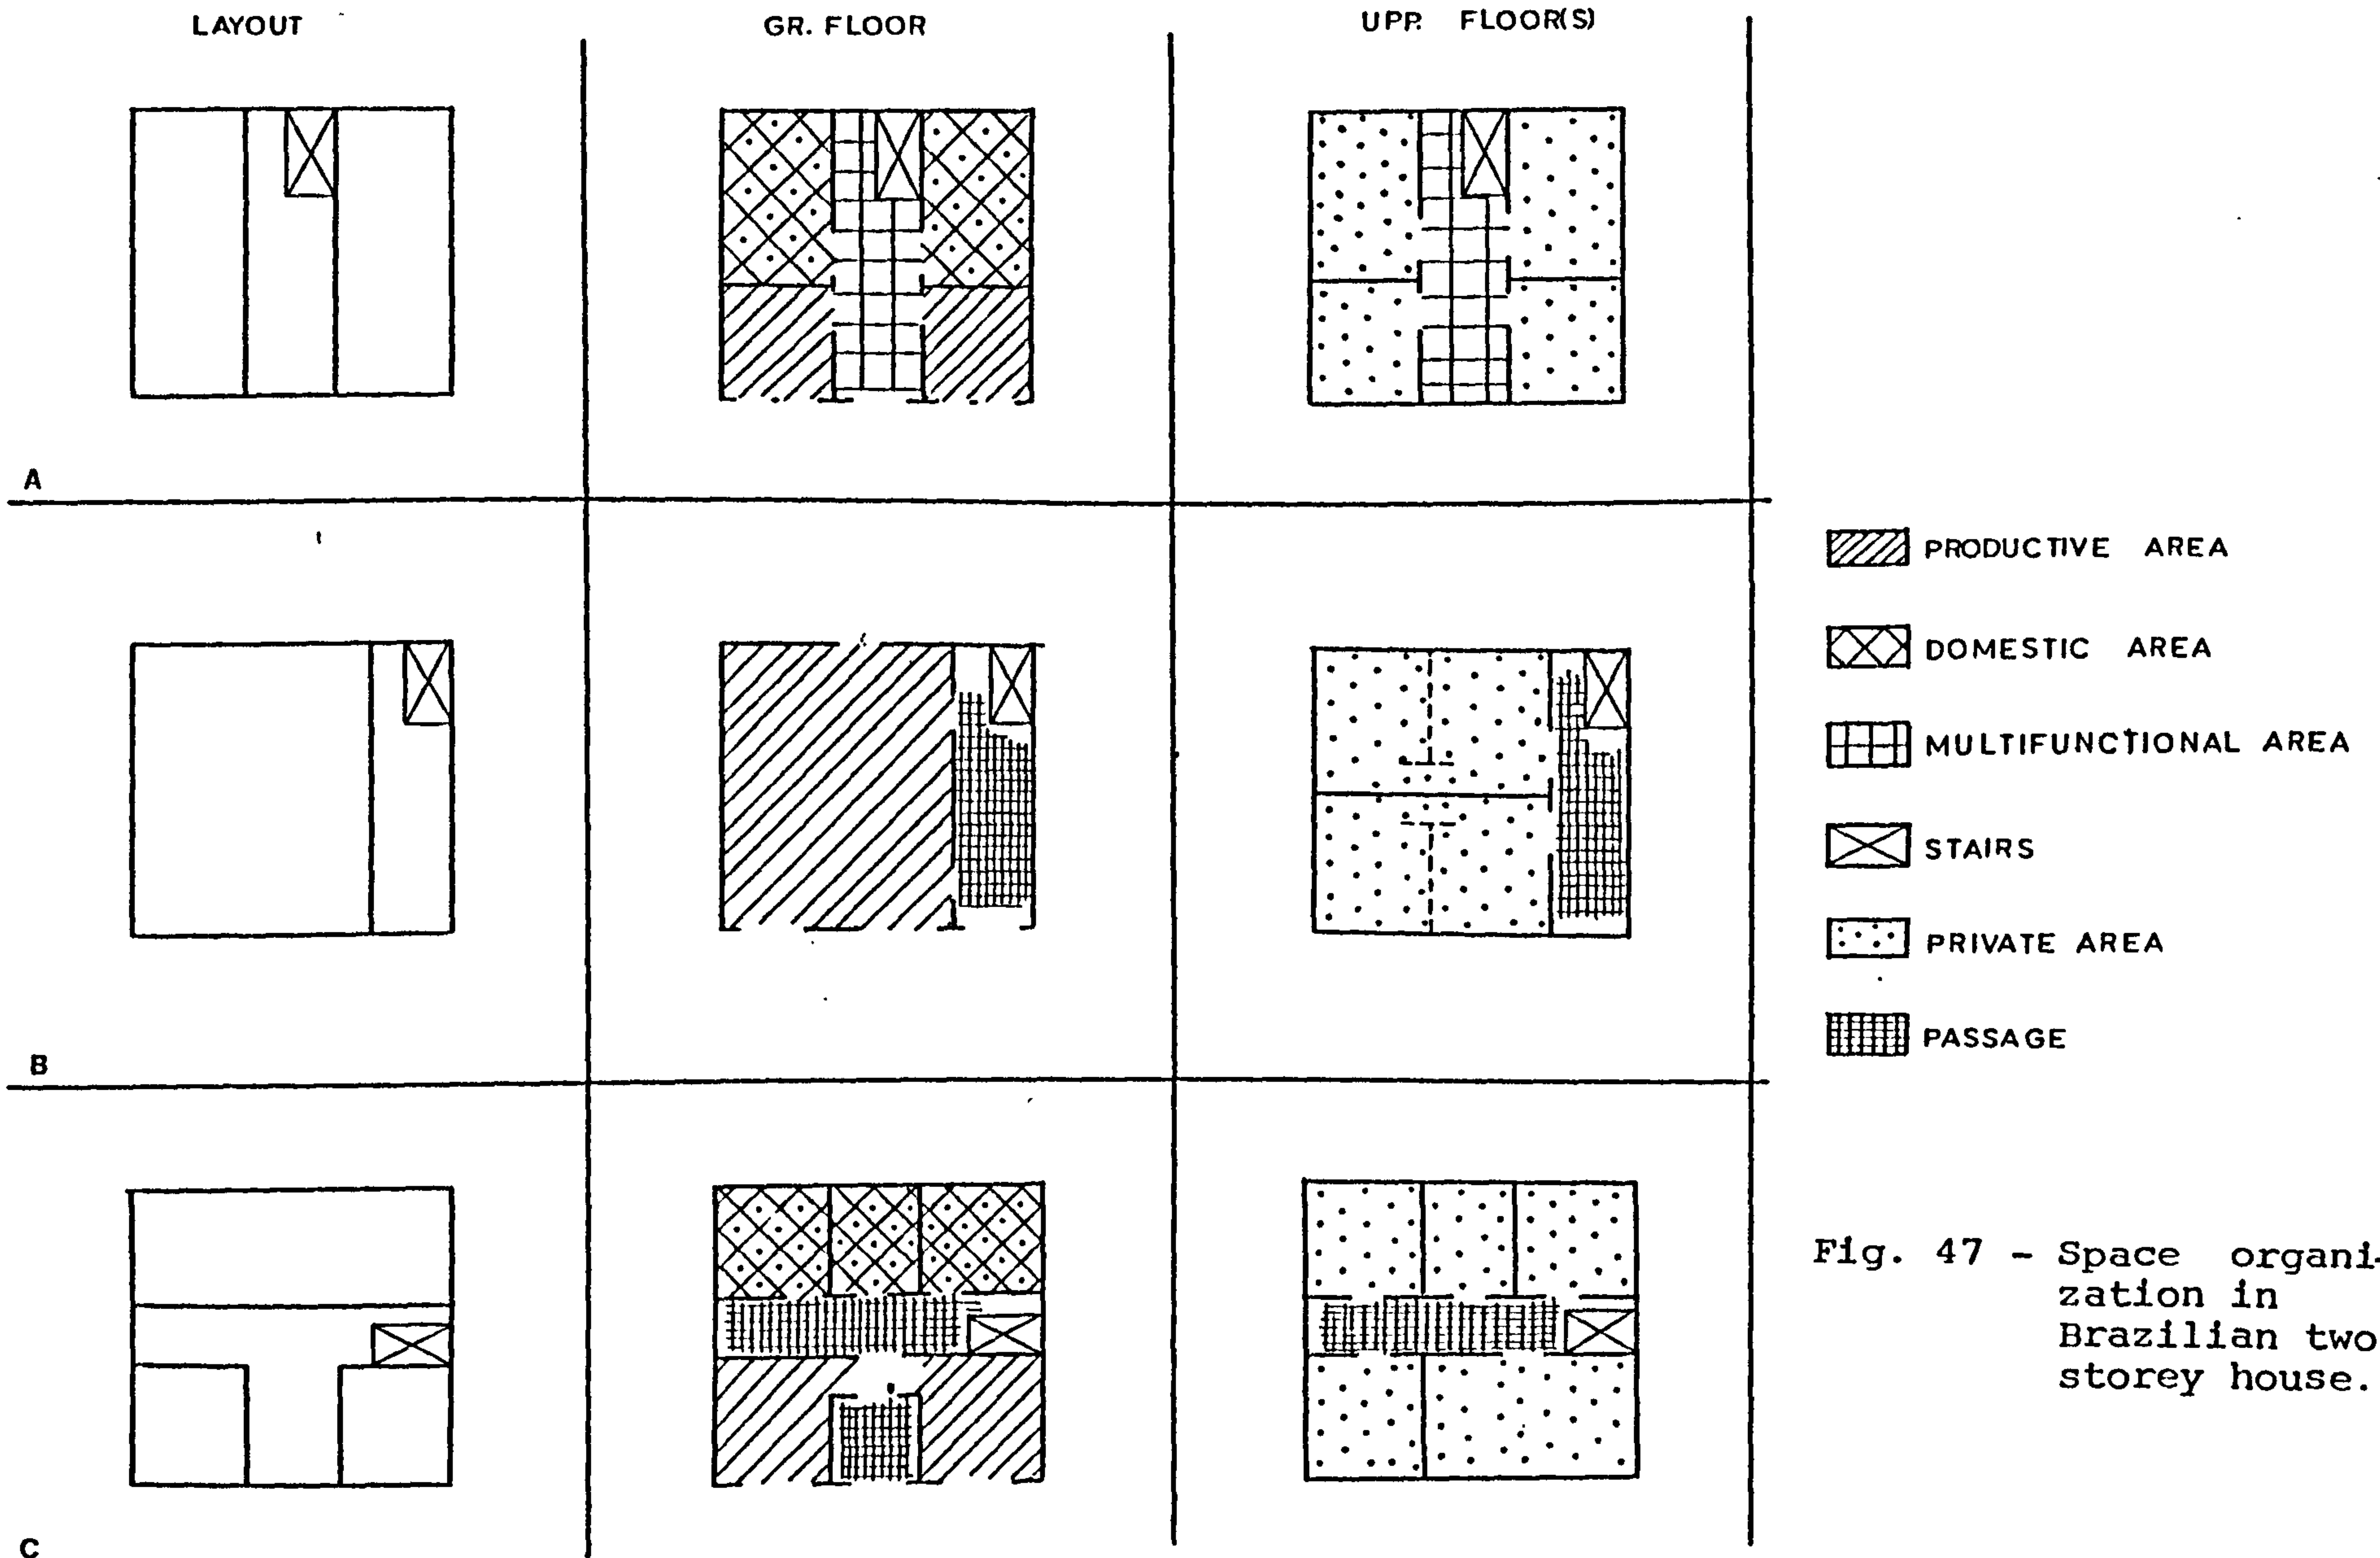 LAYOUT
GR. FLOOR
UPP. FLOOR(S)
A
B
C
PRODUCTIVE AREA
DOMESTIC AREA
MULTIFUNCTIONAL AREA
STAIRS
PRIVATE AREA
PASSAGE
Fig. 47 - Space organi-
zation in
Brazilian two
storey house.